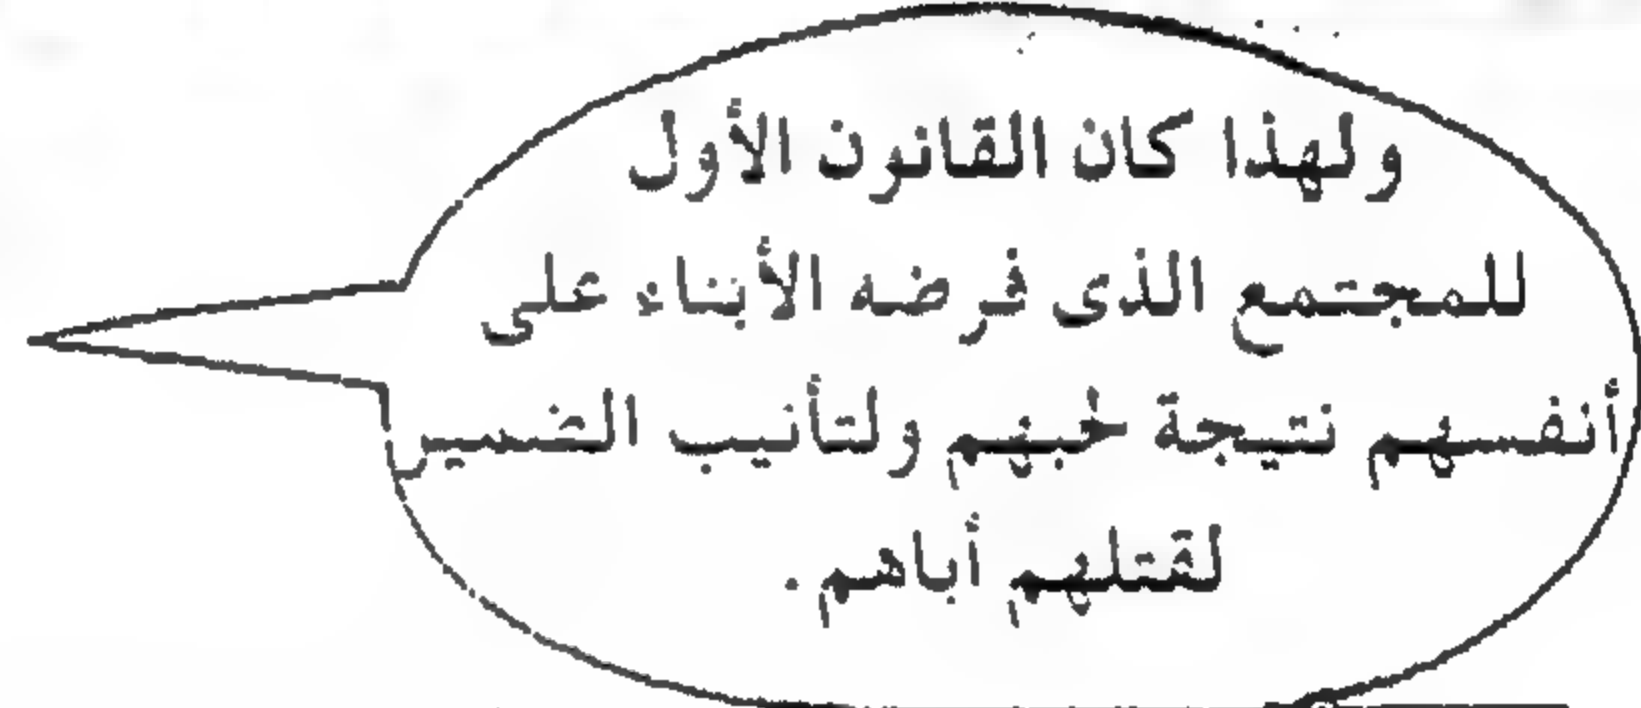 ولهذا كان القانون الأول
للمجتمع الذى فرضه الأبناء على
أنفسهم نتيجة لحبهم ولتأنيب الضمير
لقتلهم أباهم.